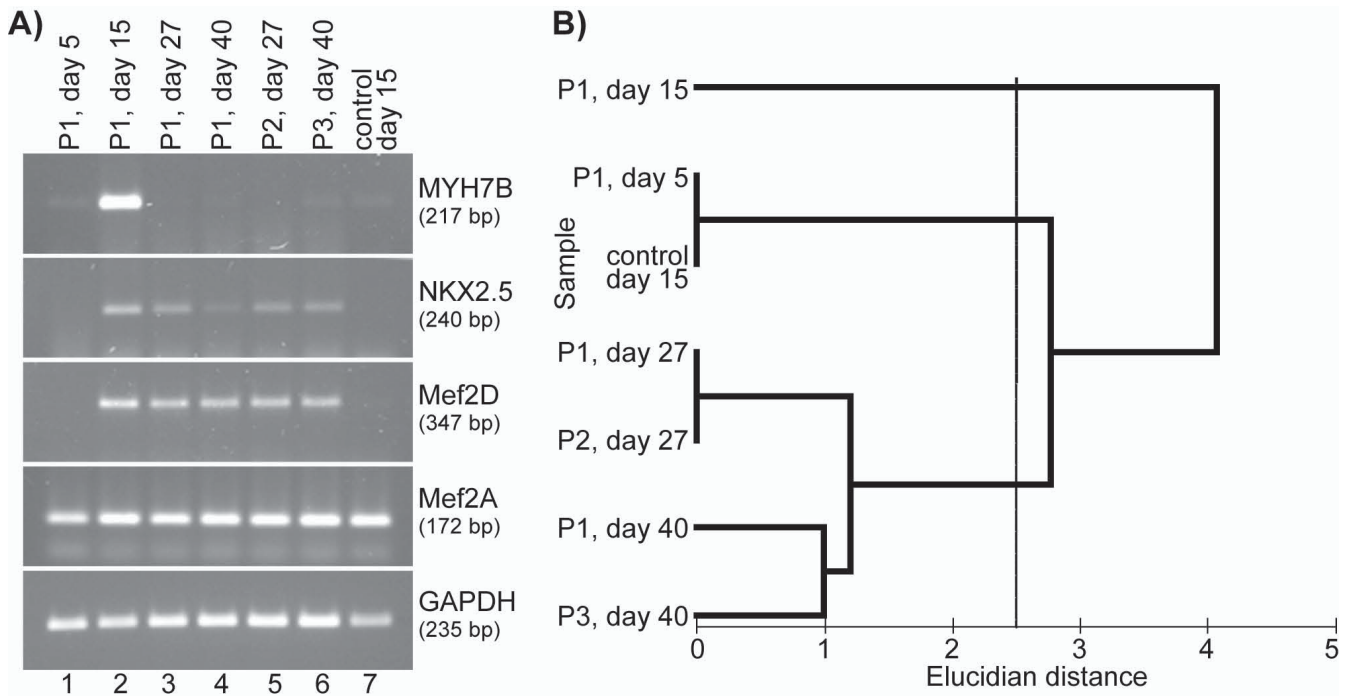 A)
P1, day 5
P1, day 15
P1, day 27
P1, day 40
P2, day 27
P3, day 40
control
day 15
MYH7B
(217 bp)
NKX2.5
(240 bp)
Mef2D
(347 bp)
Mef2A
(172 bp)
GAPDH
(235 bp)
1 2 3 4 5 6 7
B)
P1, day 15
P1, day 5
control
day 15
P1, day 27
P2, day 27
P1, day 40
P3, day 40
Sample
0 1 2 3 4 5
Elucidian distance